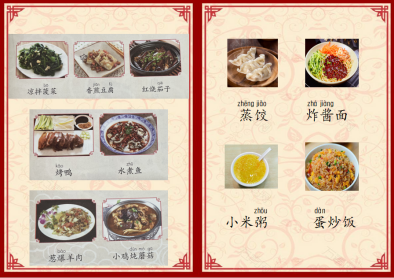 凉拌菠菜 香煎豆腐 红烧茄子
烤鸭 水煮鱼
葱爆羊肉 小鸡炖蘑菇
zhēng jiǎo zhá jiàng
蒸饺 炸酱面
zhōu dàn
小米粥 蛋炒饭